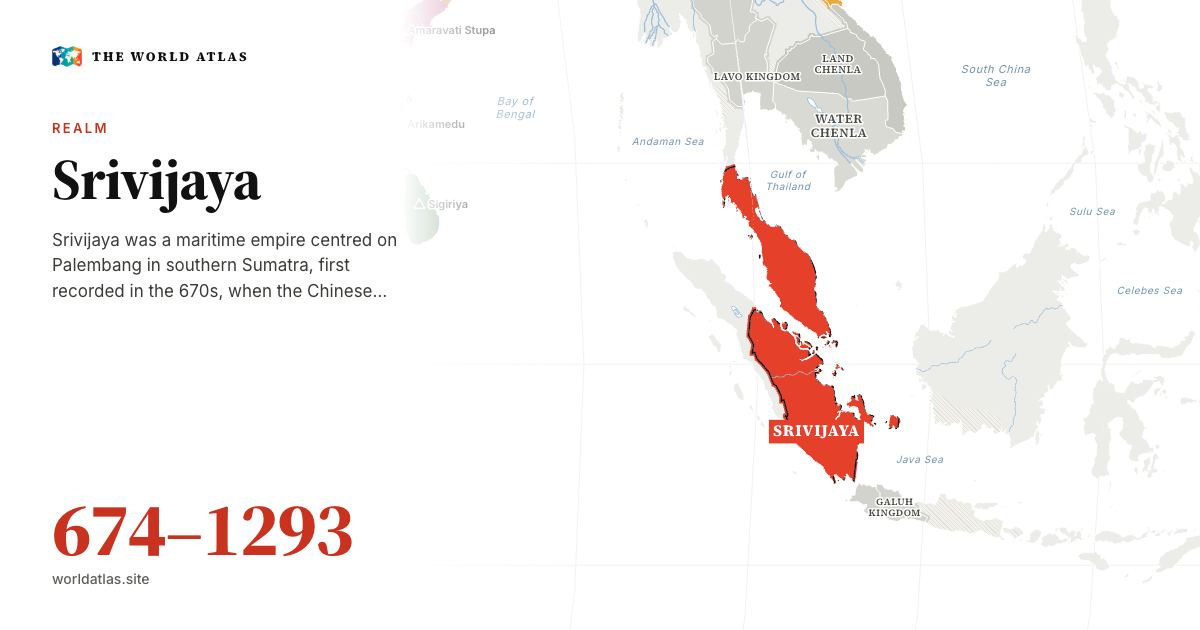 THE WORLD ATLAS
REALM
Srivijaya
Srivijaya was a maritime empire centred on
Palembang in southern Sumatra, first
recorded in the 670s, when the Chinese...
674–1293
worldatlas.site
Amaravati Stupa
Bay of
Bengal
Arikamedu
Sigiriya
LAVO KINGDOM
LAND
CHENLA
WATER
CHENLA
South China
Sea
Andaman Sea
Gulf of
Thailand
Sulu Sea
Celebes Sea
SRIVIJAYA
Java Sea
GALUH
KINGDOM